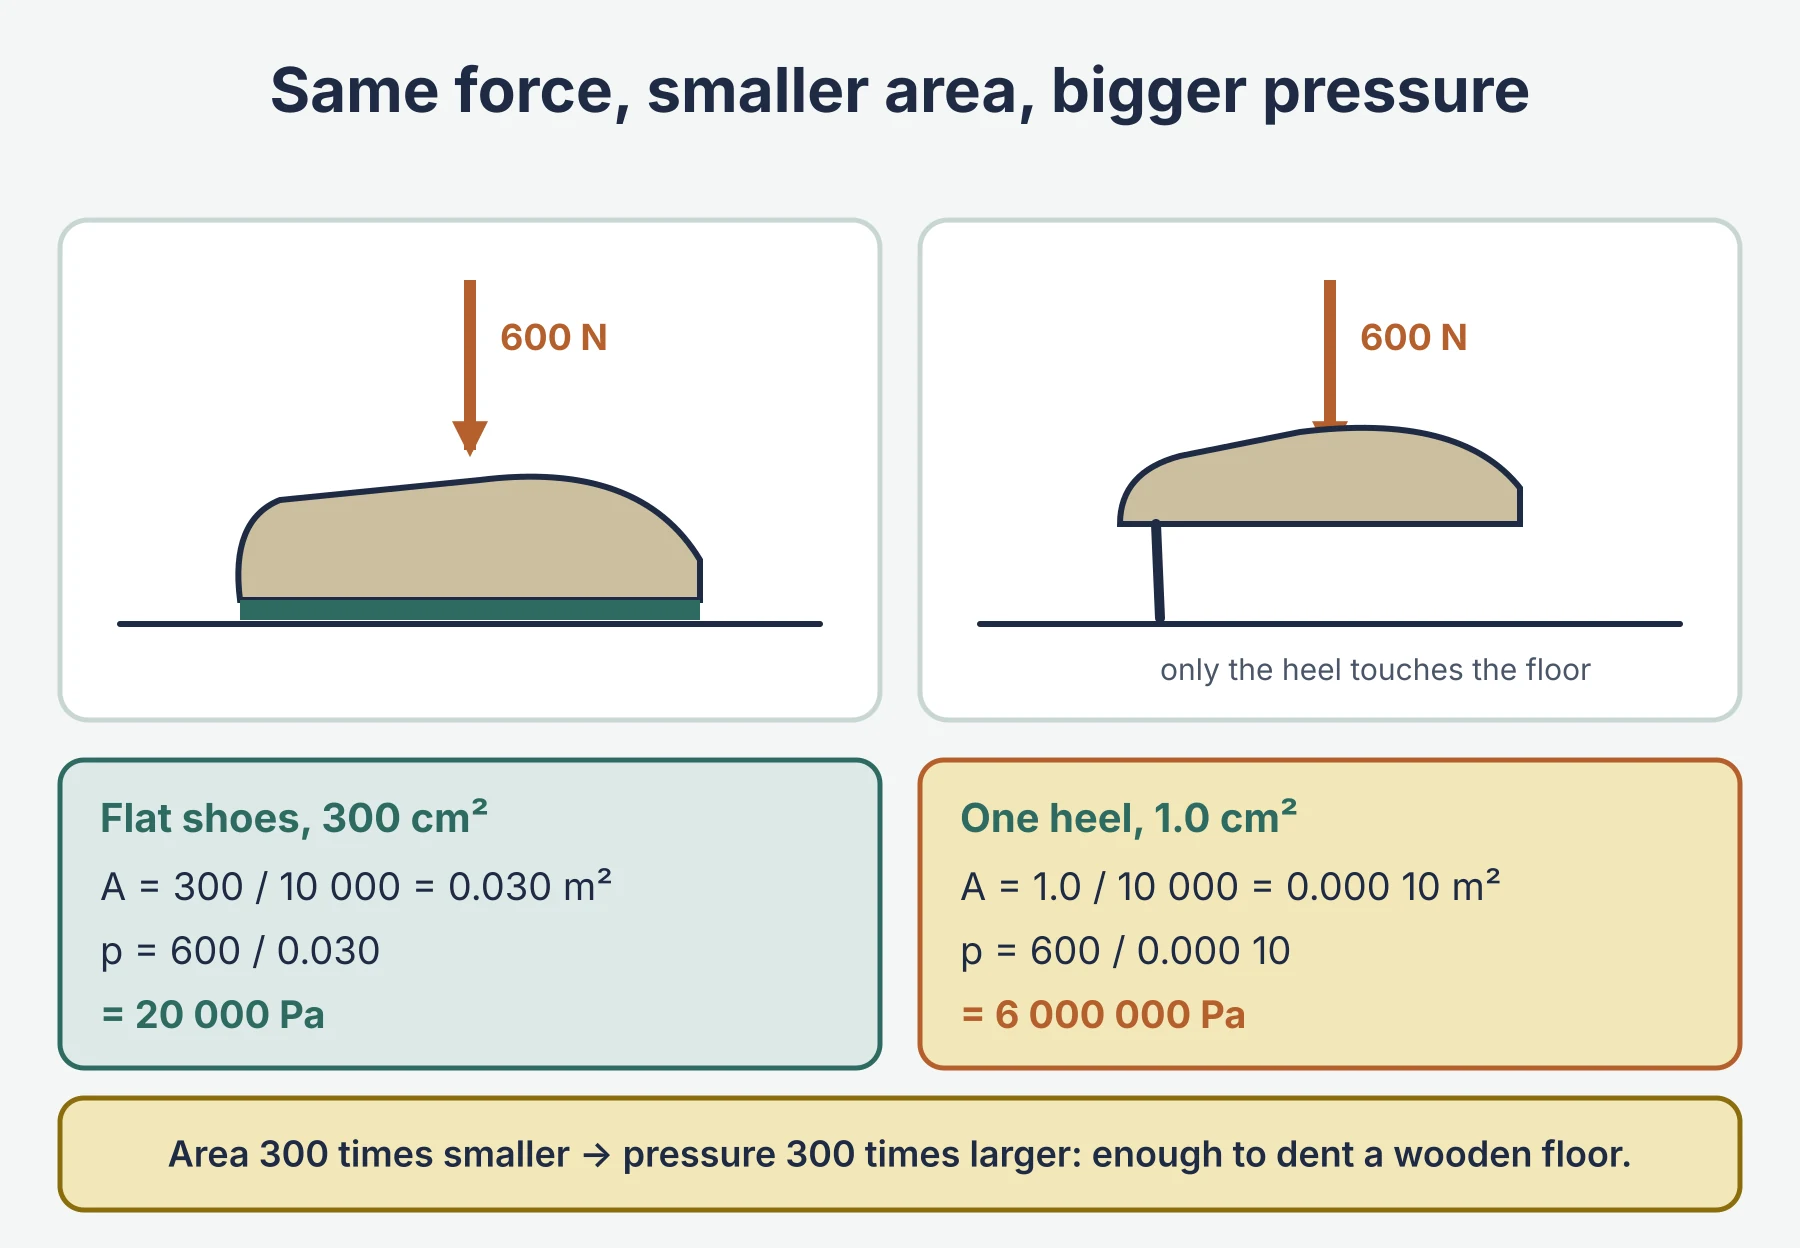 Same force, smaller area, bigger pressure
600 N
600 N
only the heel touches the floor
Flat shoes, 300 cm²
A = 300 / 10 000 = 0.030 m²
p = 600 / 0.030
= 20 000 Pa
One heel, 1.0 cm²
A = 1.0 / 10 000 = 0.000 10 m²
p = 600 / 0.000 10
= 6 000 000 Pa
Area 300 times smaller → pressure 300 times larger: enough to dent a wooden floor.